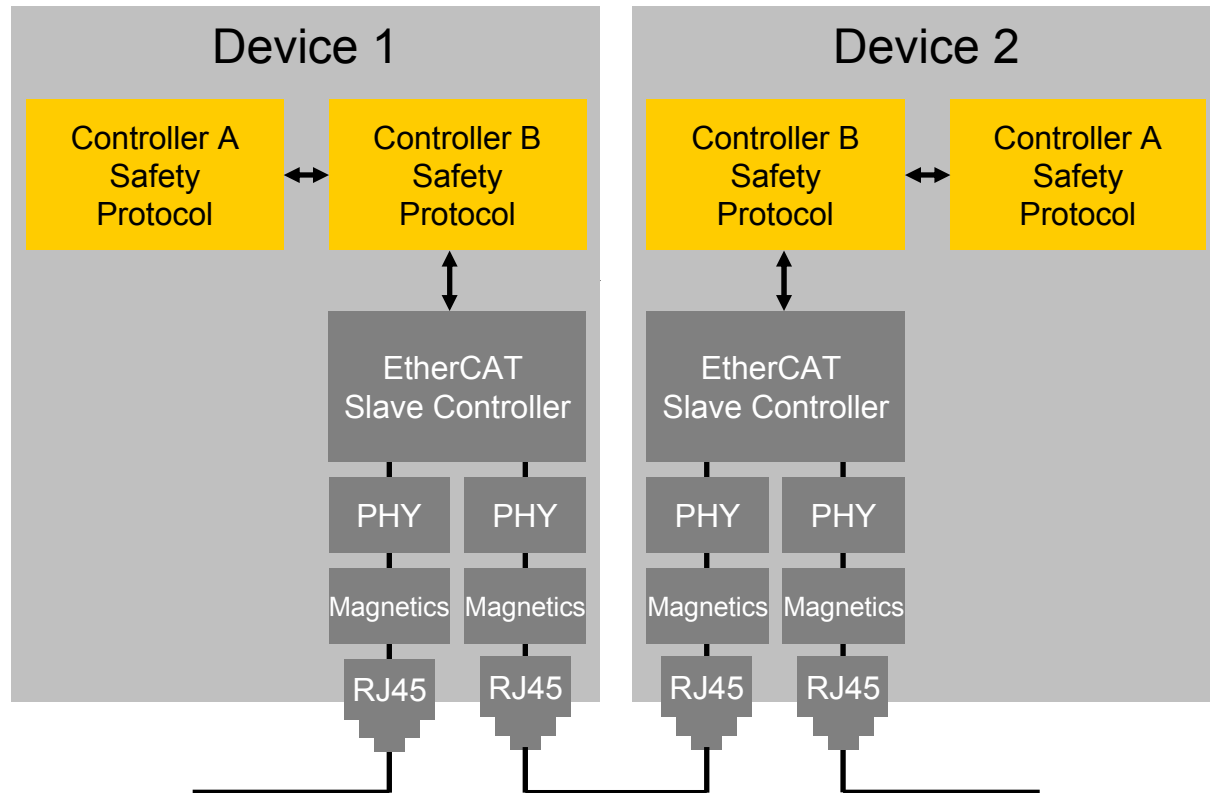 Device 1
Controller A
Safety
Protocol
Controller B
Safety
Protocol
EtherCAT
Slave Controller
PHY
PHY
Magnetics
Magnetics
RJ45
RJ45
Device 2
Controller B
Safety
Protocol
Controller A
Safety
Protocol
EtherCAT
Slave Controller
PHY
PHY
Magnetics
Magnetics
RJ45
RJ45